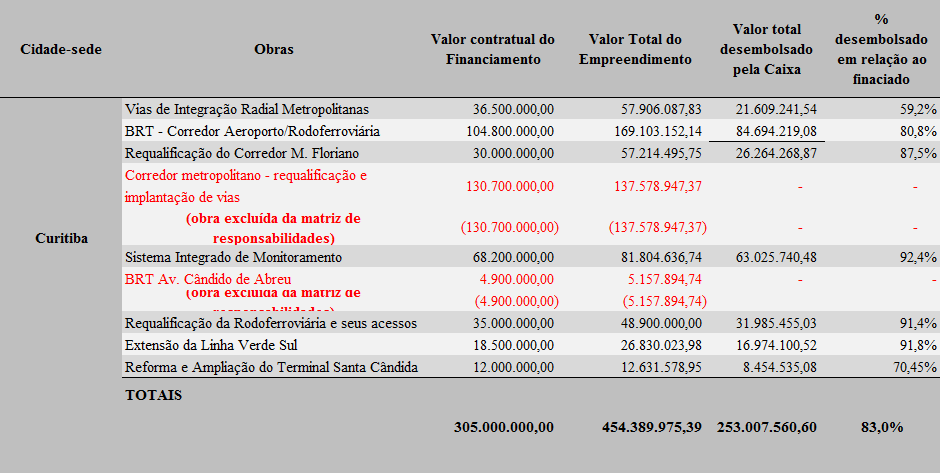 Cidade-sede Obras Valor contratual do Financiamento Valor Total do Empreendimento Valor total desembolsado pela Caixa % desembolsado em relação ao finaciado
Vias de Integração Radial Metropolitanas 36.500.000,00 57.906.087,83 21.609.241,54 59,2%
BRT - Corredor Aeroporto/Rodoferroviária 104.800.000,00 169.103.152,14 84.694.219,08 80,8%
Requalificação do Corredor M. Floriano 30.000.000,00 57.214.495,75 26.264.268,87 87,5%
Corredor metropolitano - requalificação e
implantação de vias 130.700.000,00 137.578.947,37 - -
(obra excluída da matriz de
responsabilidades) (130.700.000,00) (137.578.947,37) - -
Curitiba
Sistema Integrado de Monitoramento 68.200.000,00 81.804.636,74 63.025.740,48 92,4%
BRT Av. Cândido de Abreu 4.900.000,00 5.157.894,74 - -
(obra excluída da matriz de
responsabilidades) (4.900.000,00) (5.157.894,74)
Requalificação da Rodoferroviária e seus acessos 35.000.000,00 48.900.000,00 31.985.455,03 91,4%
Extensão da Linha Verde Sul 18.500.000,00 26.830.023,98 16.974.100,52 91,8%
Reforma e Ampliação do Terminal Santa Cândida 12.000.000,00 12.631.578,95 8.454.535,08 70,45%
TOTAIS
305.000.000,00 454.389.975,39 253.007.560,60 83,0%